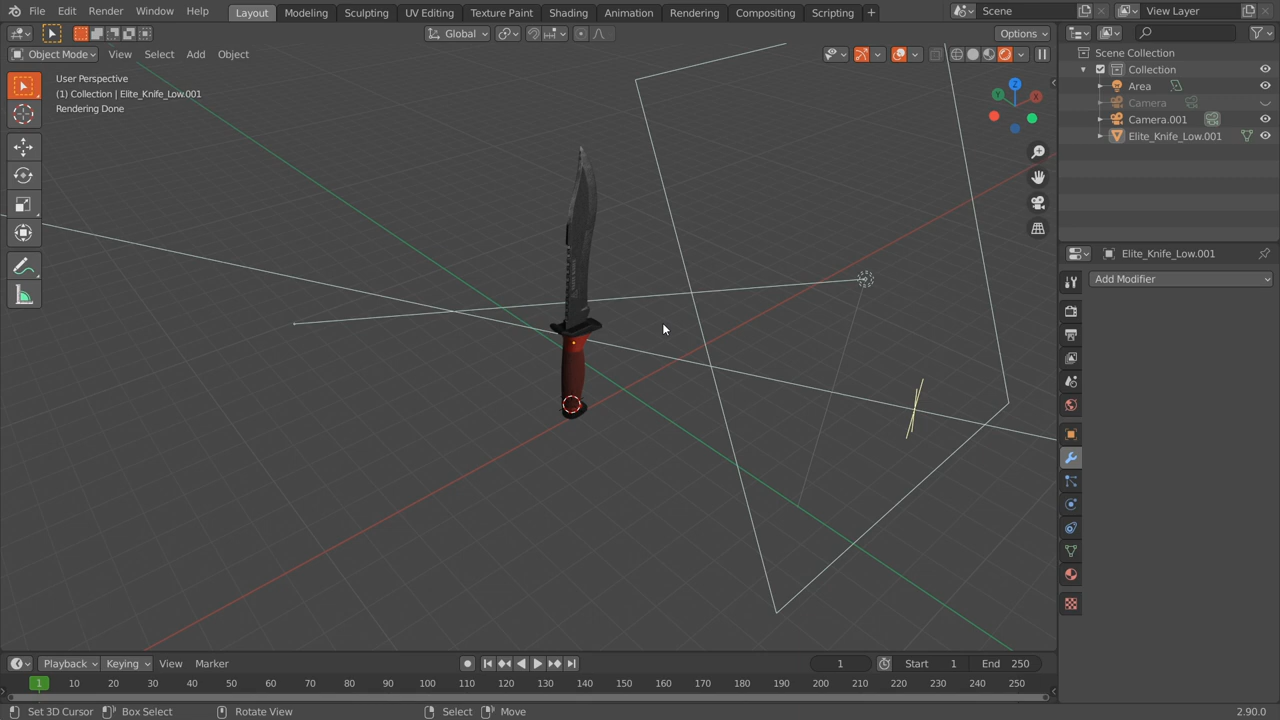 File Edit Render Window Help Layout Modeling Sculpting UV Editing Texture Paint Shading Animation Rendering Compositing Scripting + Scene View Layer
Global Options
Object Mode View Select Add Object
User Perspective
(1) Collection | Elite_Knife_Low.001
Rendering Done
Scene Collection
Collection
Area
Camera
Camera.001
Elite_Knife_Low.001
Elite_Knife_Low.001
Add Modifier
Playback Keying View Marker 1 Start 1 End 250
1 10 20 30 40 50 60 70 80 90 100 110 120 130 140 150 160 170 180 190 200 210 220 230 240 250
Set 3D Cursor Box Select Rotate View Select Move 2.90.0